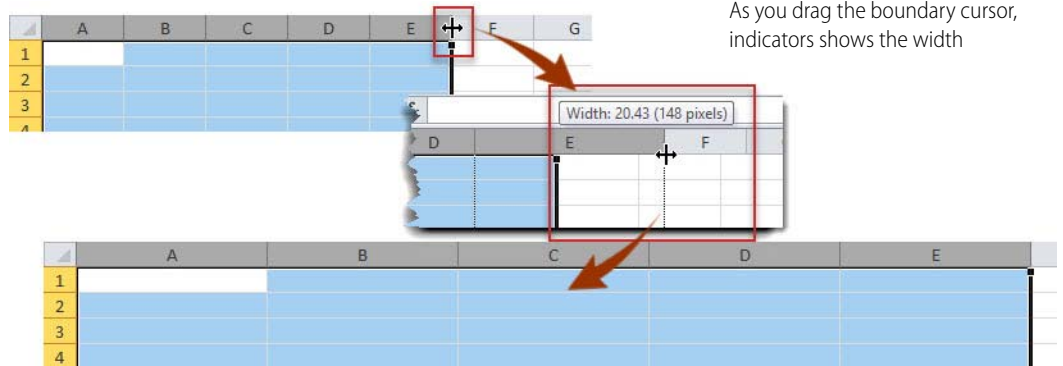 As you drag the boundary cursor,
indicators shows the width
A B C D E F G
1
2
3
4
Width: 20.43 (148 pixels)
D E F
A B C D E
1
2
3
4